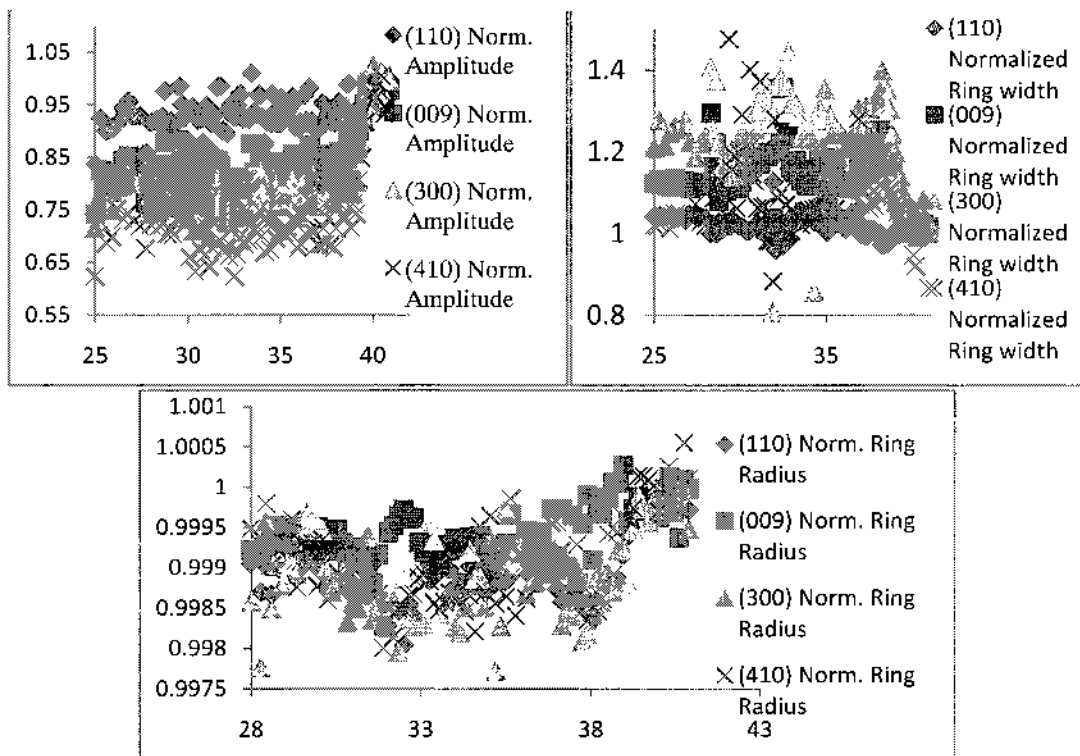 1.05
0.95
0.85
0.75
0.65
0.55
25
30
35
40
(110) Norm.
Amplitude
(009) Norm.
Amplitude
(300) Norm.
Amplitude
(410) Norm.
Amplitude
1.4
1.2
1
0.8
25
35
(110)
Normalized
Ring width
(009)
Normalized
Ring width
(300)
Normalized
Ring width
(410)
Normalized
Ring width
1.001
1.0005
1
0.9995
0.999
0.9985
0.998
0.9975
28
33
38
43
(110) Norm. Ring
Radius
(009) Norm. Ring
Radius
(300) Norm. Ring
Radius
(410) Norm. Ring
Radius